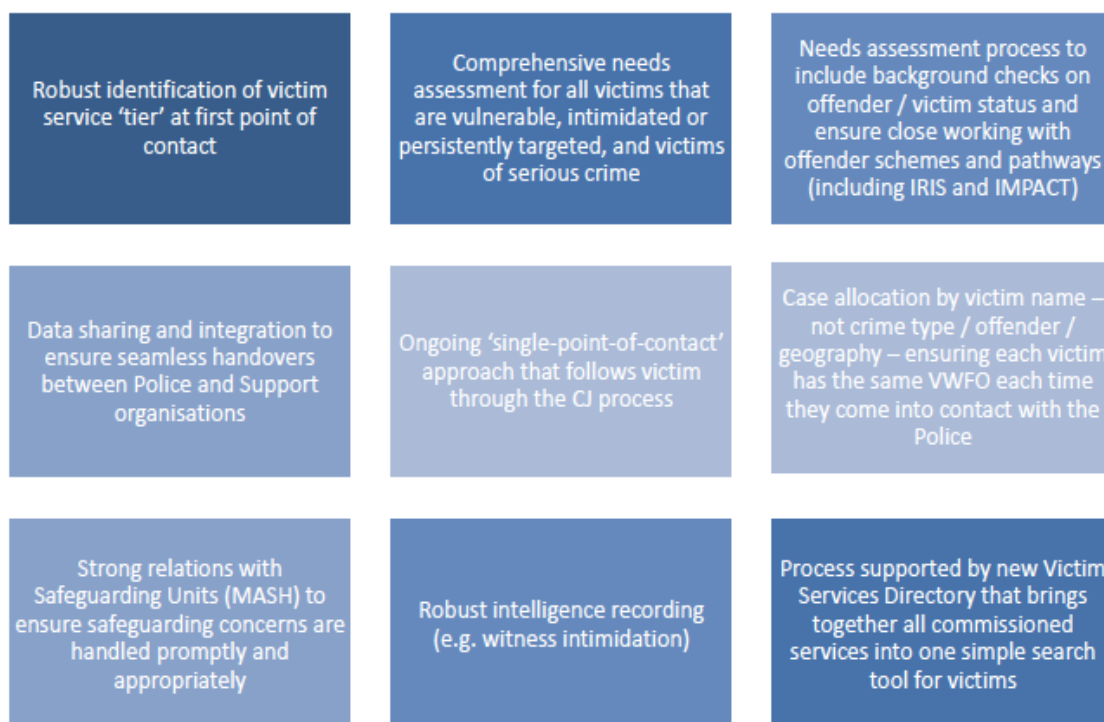 Robust identification of victim
service ‘tier’ at first point of
contact
Comprehensive needs
assessment for all victims that
are vulnerable, intimidated or
persistently targeted, and victims
of serious crime
Needs assessment process to
include background checks on
offender / victim status and
ensure close working with
offender schemes and pathways
(including IRIS and IMPACT)
Data sharing and integration to
ensure seamless handovers
between Police and Support
organisations
Ongoing ‘single-point-of-contact’
approach that follows victim
through the CJ process
Case allocation by victim name –
not crime type / offender /
geography – ensuring each victim
has the same VWFO each time
they come into contact with the
Police
Strong relations with
Safeguarding Units (MASH) to
ensure safeguarding concerns are
handled promptly and
appropriately
Robust intelligence recording
(e.g. witness intimidation)
Process supported by new Victim
Services Directory that brings
together all commissioned
services into one simple search
tool for victims